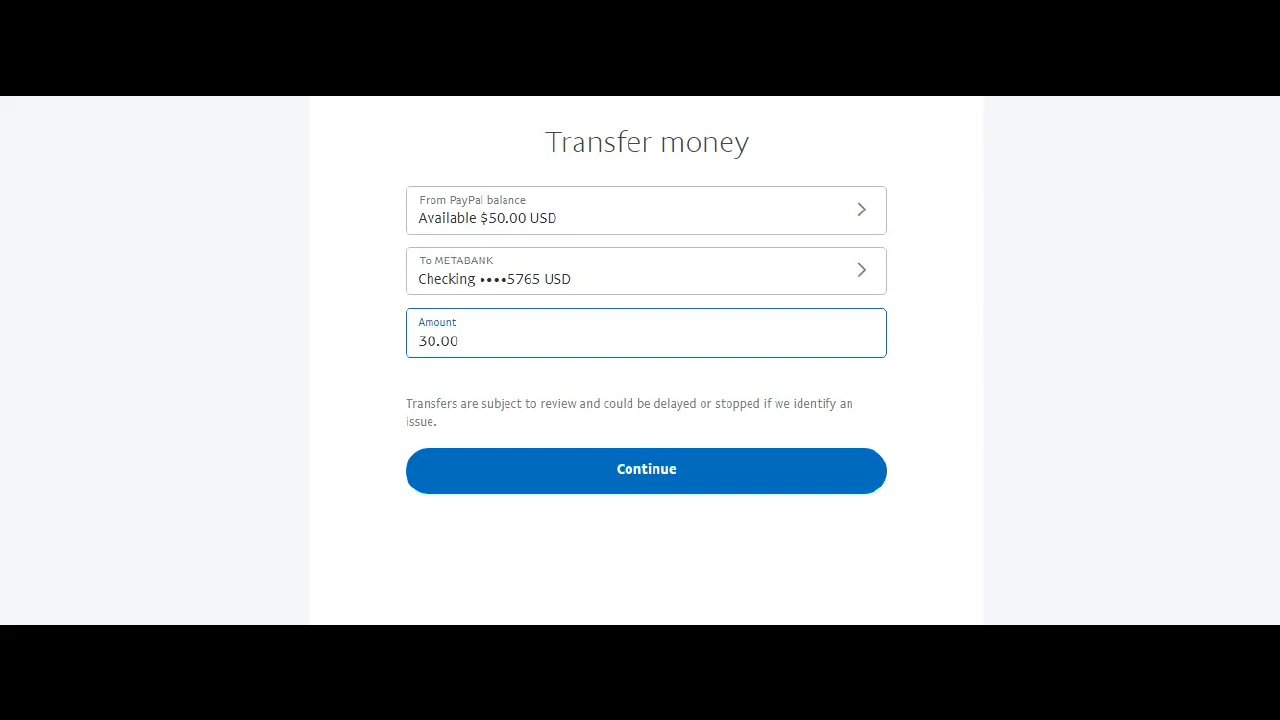 Transfer money
From PayPal balance
Available $50.00 USD
To METABANK
Checking ••••5765 USD
Amount
30.00
Transfers are subject to review and could be delayed or stopped if we identify an
issue.
Continue